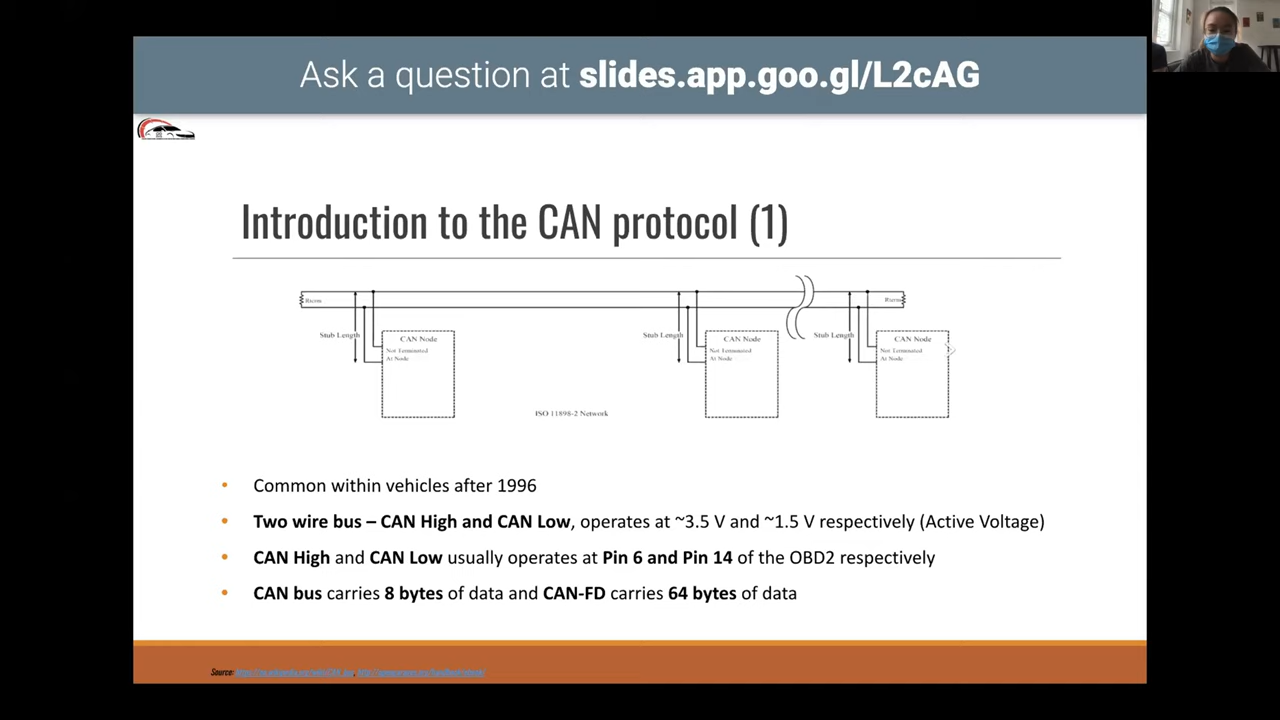 Ask a question at slides.app.goo.gl/L2cAG
Introduction to the CAN protocol (1)
Rterm
Rterm
Stub Length
Stub Length
Stub Length
CAN Node
Not Terminated
At Node
CAN Node
Not Terminated
At Node
CAN Node
Not Terminated
At Node
ISO 11898-2 Network
• Common within vehicles after 1996
• Two wire bus – CAN High and CAN Low, operates at ~3.5 V and ~1.5 V respectively (Active Voltage)
• CAN High and CAN Low usually operates at Pin 6 and Pin 14 of the OBD2 respectively
• CAN bus carries 8 bytes of data and CAN-FD carries 64 bytes of data
Source: